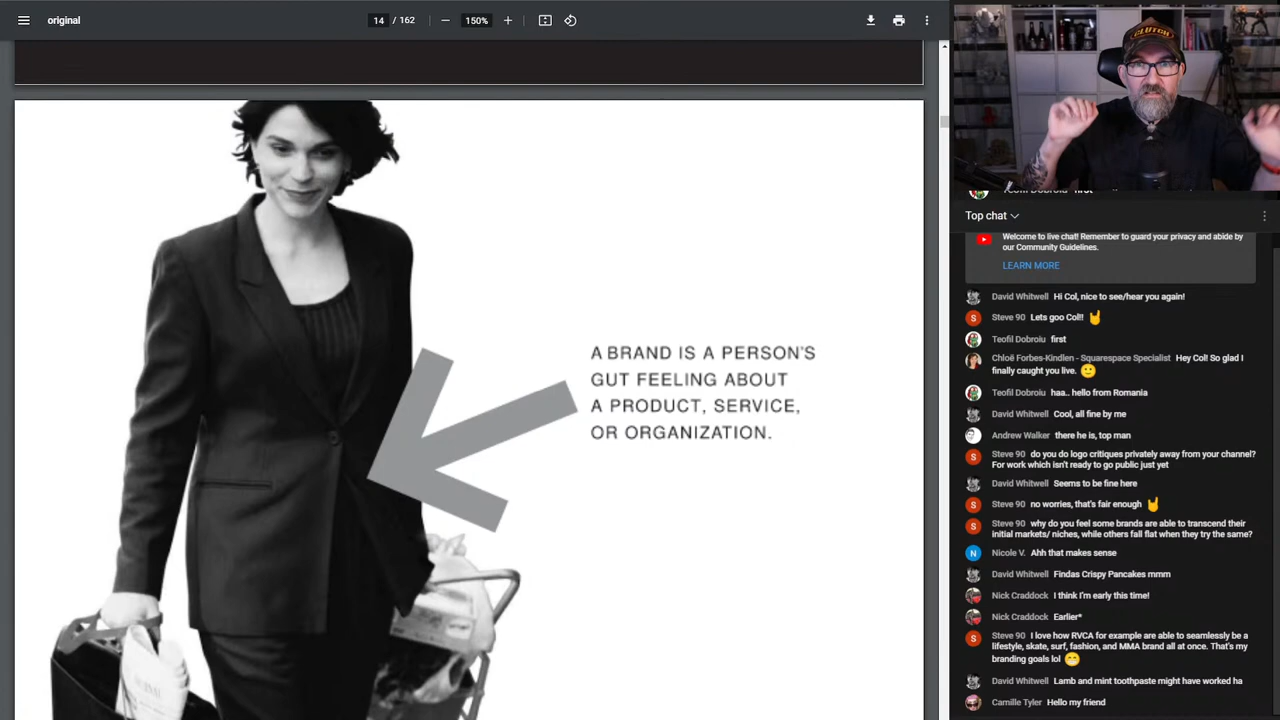 original
14 / 162
150%
A BRAND IS A PERSON'S
GUT FEELING ABOUT
A PRODUCT, SERVICE,
OR ORGANIZATION.
CLUTCH
Teofil Dobroiu first
Top chat
Welcome to live chat! Remember to guard your privacy and abide by
our Community Guidelines.
LEARN MORE
David Whitwell Hi Col, nice to see/hear you again!
S Steve 90 Lets goo Col!! 🤘
Teofil Dobroiu first
Chloë Forbes-Kindlen - Squarespace Specialist Hey Col! So glad I
finally caught you live. 🙂
Teofil Dobroiu haa.. hello from Romania
David Whitwell Cool, all fine by me
Andrew Walker there he is, top man
S Steve 90 do you do logo critiques privately away from your channel?
For work which isn't ready to go public just yet
David Whitwell Seems to be fine here
S Steve 90 no worries, that's fair enough 🤘
S Steve 90 why do you feel some brands are able to transcend their
initial markets/ niches, while others fall flat when they try the same?
N Nicole V. Ahh that makes sense
David Whitwell Findas Crispy Pancakes mmm
Nick Craddock I think I'm early this time!
Nick Craddock Earlier*
S Steve 90 I love how RVCA for example are able to seamlessly be a
lifestyle, skate, surf, fashion, and MMA brand all at once. That's my
branding goals lol 😁
David Whitwell Lamb and mint toothpaste might have worked ha
Camille Tyler Hello my friend